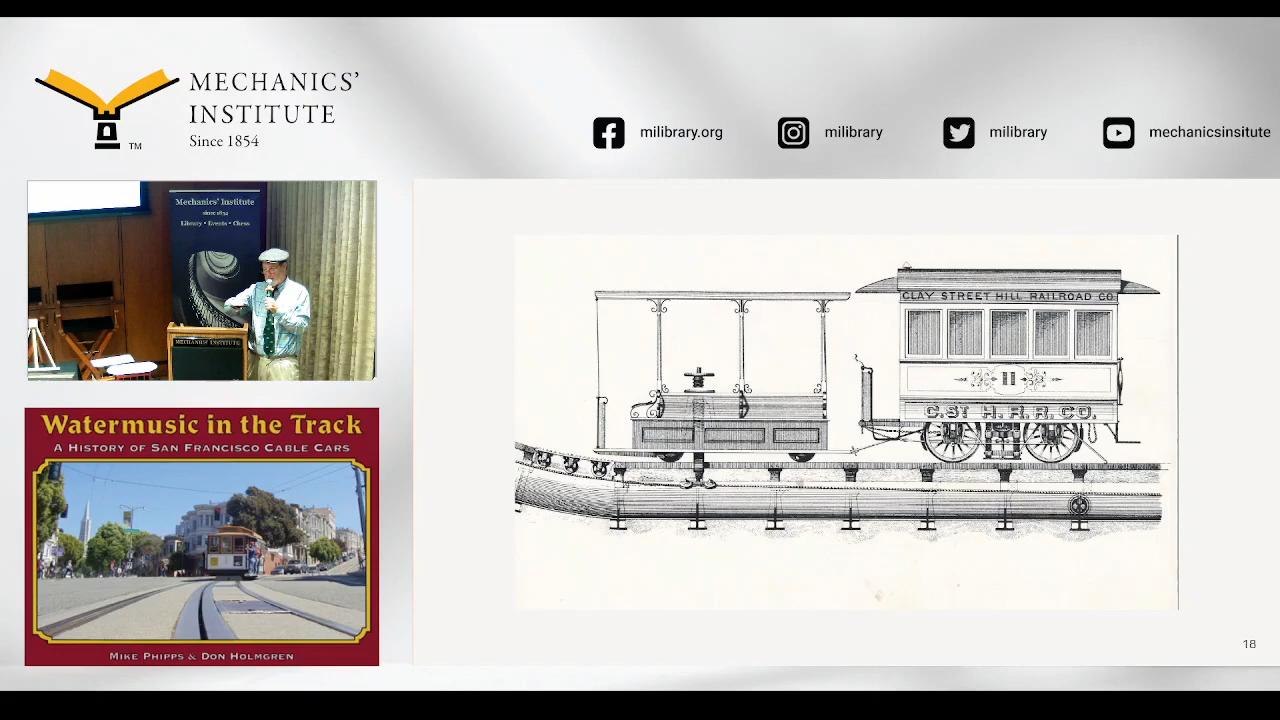 MECHANICS'
INSTITUTE
Since 1854
TM
milibrary.org
milibrary
milibrary
mechanicsinsitute
Mechanics' Institute
since 1854
Library • Events • Chess
MECHANICS' INSTITUTE
CLAY STREET HILL RAILROAD CO.
11
C. ST H. R. R. CO.
Watermusic in the Track
A History of San Francisco Cable Cars
Mike Phipps & Don Holmgren
18